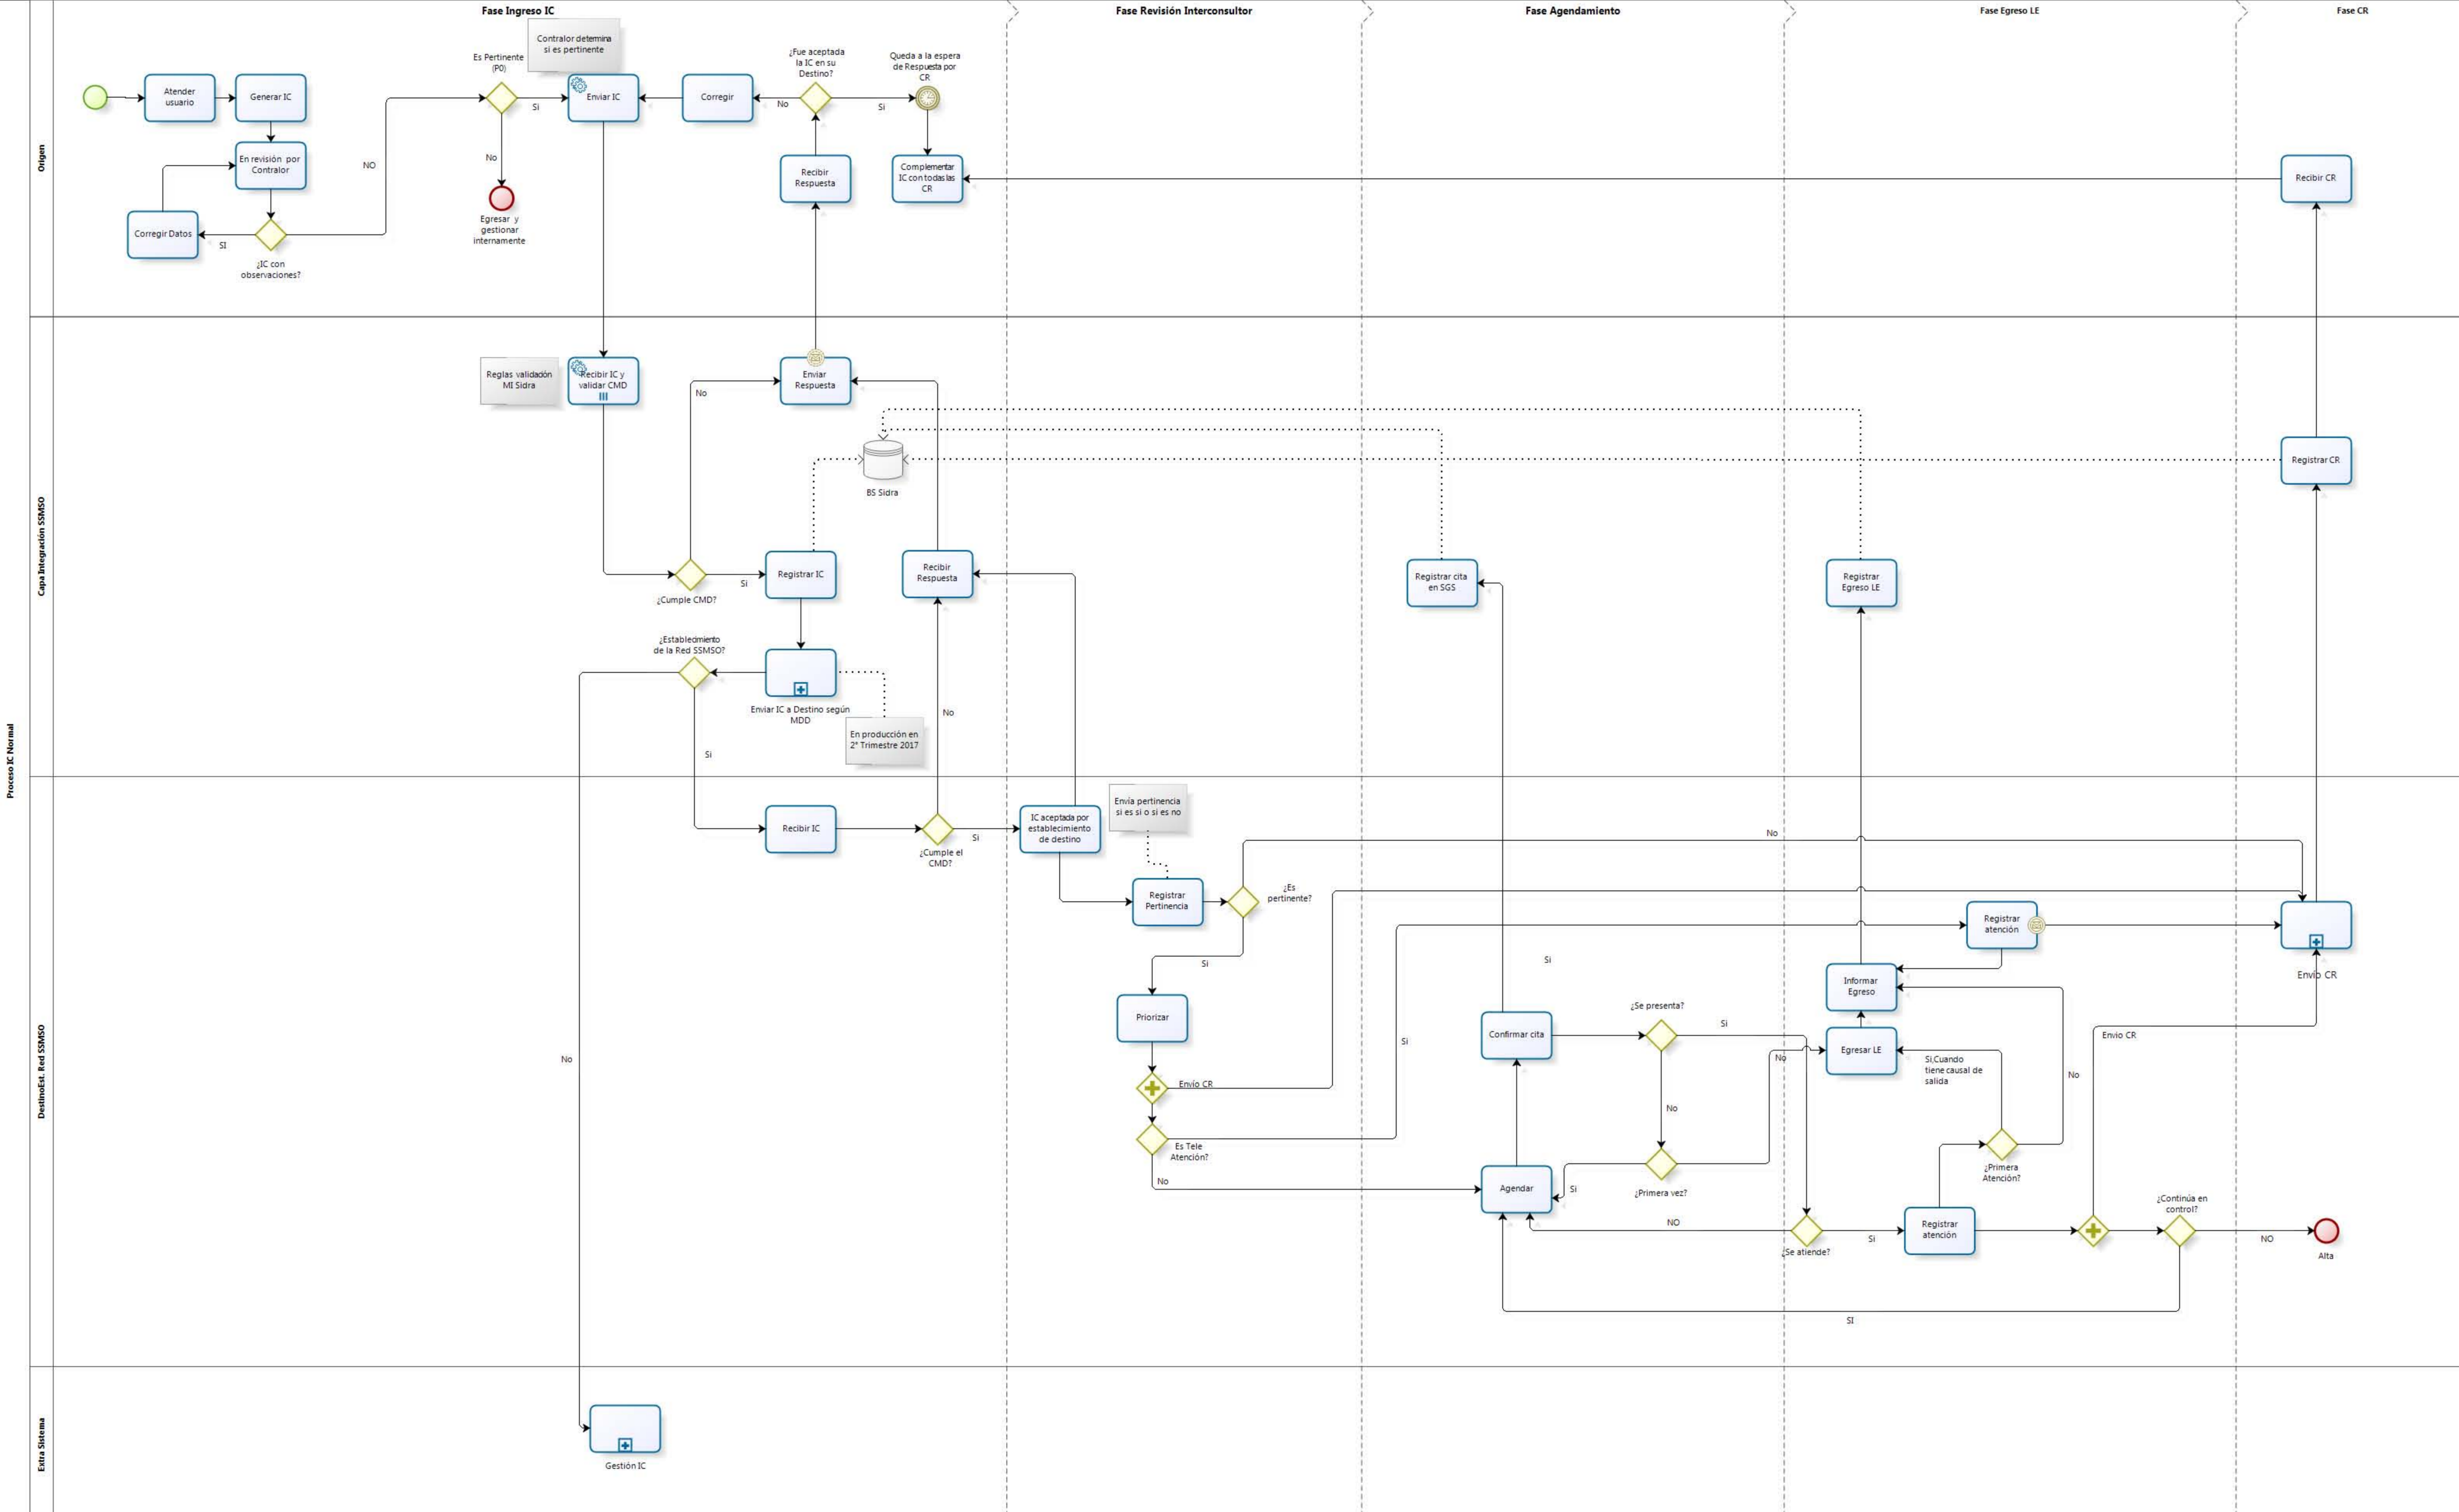 Fase Ingreso IC
Fase Revisión Interconsultor
Fase Agendamiento
Fase Egreso LE
Fase CR
Proceso IC Normal
Origen
Contralor determina
si es pertinente
Es Pertinente
(P0)
¿Fue aceptada
la IC en su
Destino?
Queda a la espera
de Respuesta por
CR
Atender
usuario
Generar IC
Si
Enviar IC
Corregir
No
Si
En revisión por
Contralor
NO
No
Recibir
Respuesta
Complementar
IC con todas las
CR
Recibir CR
Corregir Datos
SI
¿IC con
observaciones?
Egresar y
gestionar
internamente
Capa Integración SSMSO
Reglas validación
MI Sidra
Recibir IC y
validar CMD
No
Enviar
Respuesta
BS Sidra
Registrar CR
¿Cumple CMD?
Si
Registrar IC
Recibir
Respuesta
Registrar cita
en SGS
Registrar
Egreso LE
¿Establecimiento
de la Red SSMSO?
Enviar IC a Destino según
MDD
En producción en
2° Trimestre 2017
No
Si
DestinoEst. Red SSMSO
Recibir IC
¿Cumple el
CMD?
Si
IC aceptada por
establecimiento
de destino
Envía pertinencia
si es si o si es no
No
Registrar
Pertinencia
¿Es
pertinente?
Si
Registrar
atención
Envio CR
Si
Informar
Egreso
Priorizar
Confirmar cita
¿Se presenta?
Si
No
Egresar LE
Si,Cuando
tiene causal de
salida
No
Envio CR
No
Si
Envío CR
No
Es Tele
Atención?
No
Agendar
Si
¿Primera vez?
¿Primera
Atención?
¿Continúa en
control?
NO
¿Se atiende?
Si
Registrar
atención
NO
Alta
SI
Extra Sistema
Gestión IC